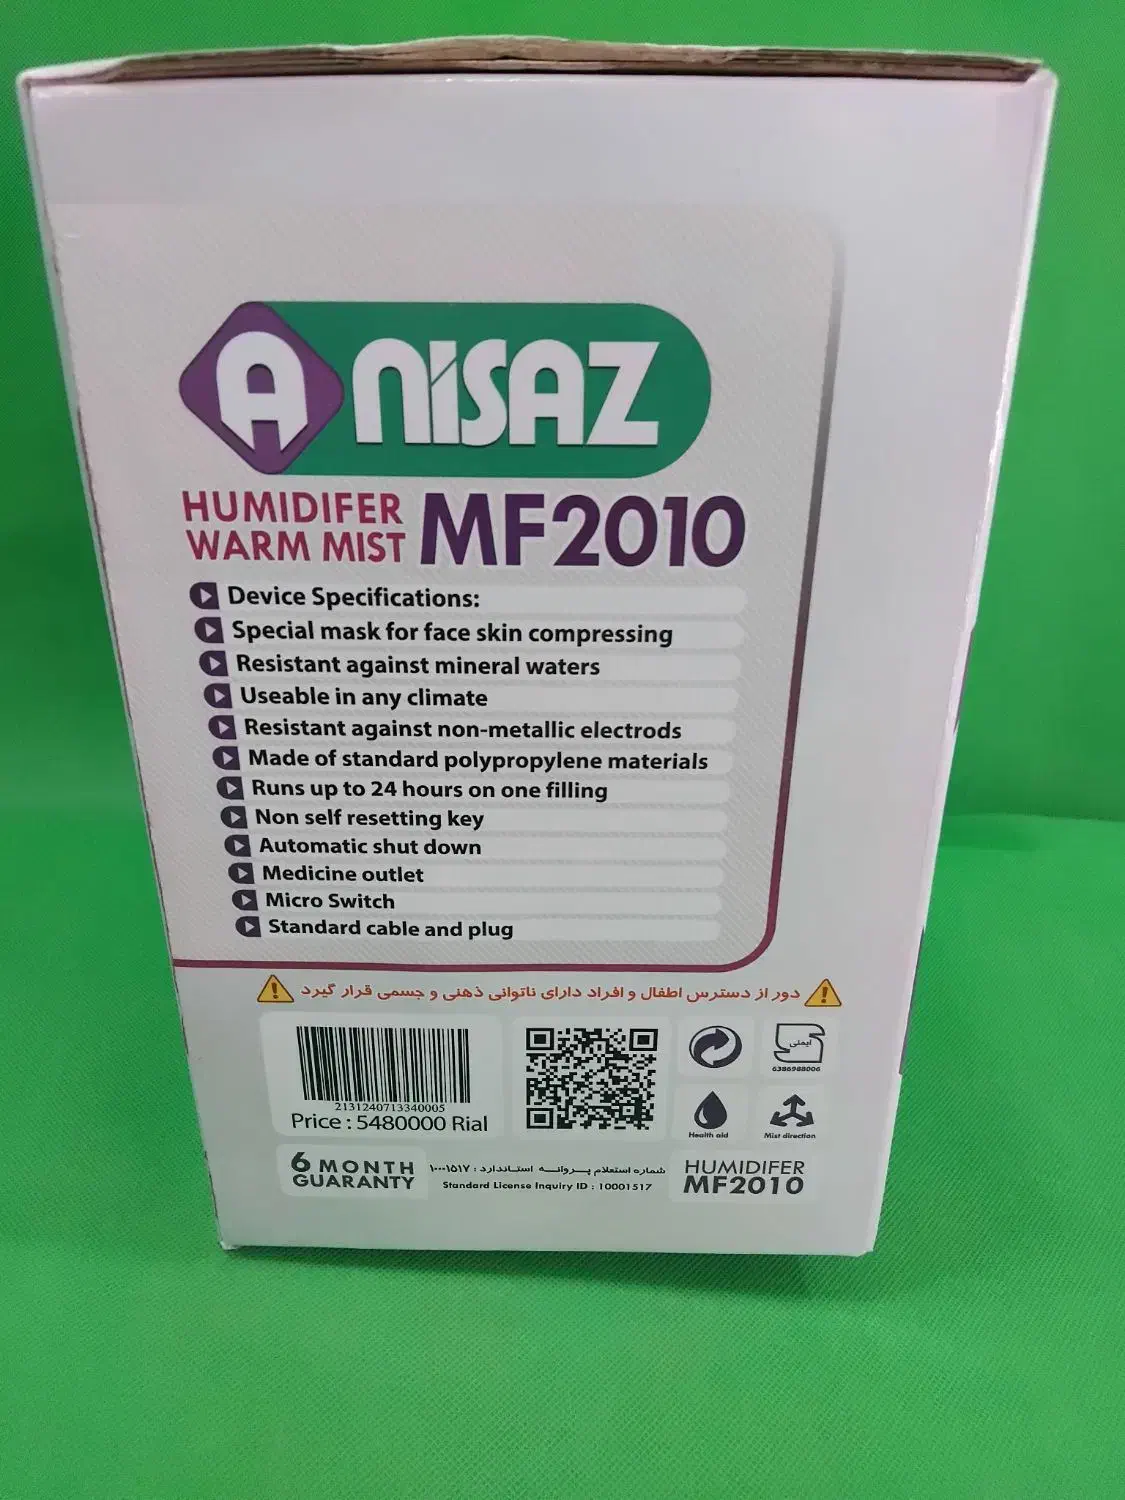 ANISAZ
HUMIDIFER
WARM MIST
MF2010
Device Specifications:
Special mask for face skin compressing
Resistant against mineral waters
Useable in any climate
Resistant against non-metallic electrods
Made of standard polypropylene materials
Runs up to 24 hours on one filling
Non self resetting key
Automatic shut down
Medicine outlet
Micro Switch
Standard cable and plug
دور از دسترس اطفال و افراد دارای ناتوانی ذهنی و جسمی قرار گیرد
2131240713340005
Price : 5480000 Rial
ایمنی
6386988006
Health aid
Mist direction
6 MONTH
GUARANTY
شماره استعلام پروانه استاندارد : ۱۰۰۰۱۵۱۷
Standard License Inquiry ID : 10001517
HUMIDIFER
MF2010